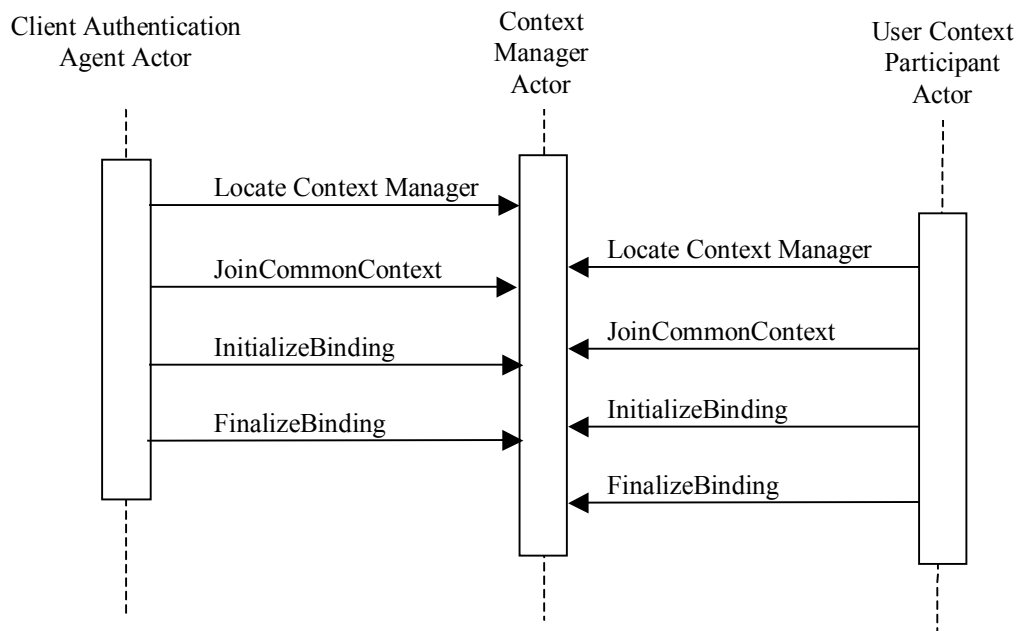 Client Authentication
Agent Actor
Context
Manager
Actor
User Context
Participant
Actor
Locate Context Manager
Locate Context Manager
JoinCommonContext
JoinCommonContext
InitializeBinding
InitializeBinding
FinalizeBinding
FinalizeBinding